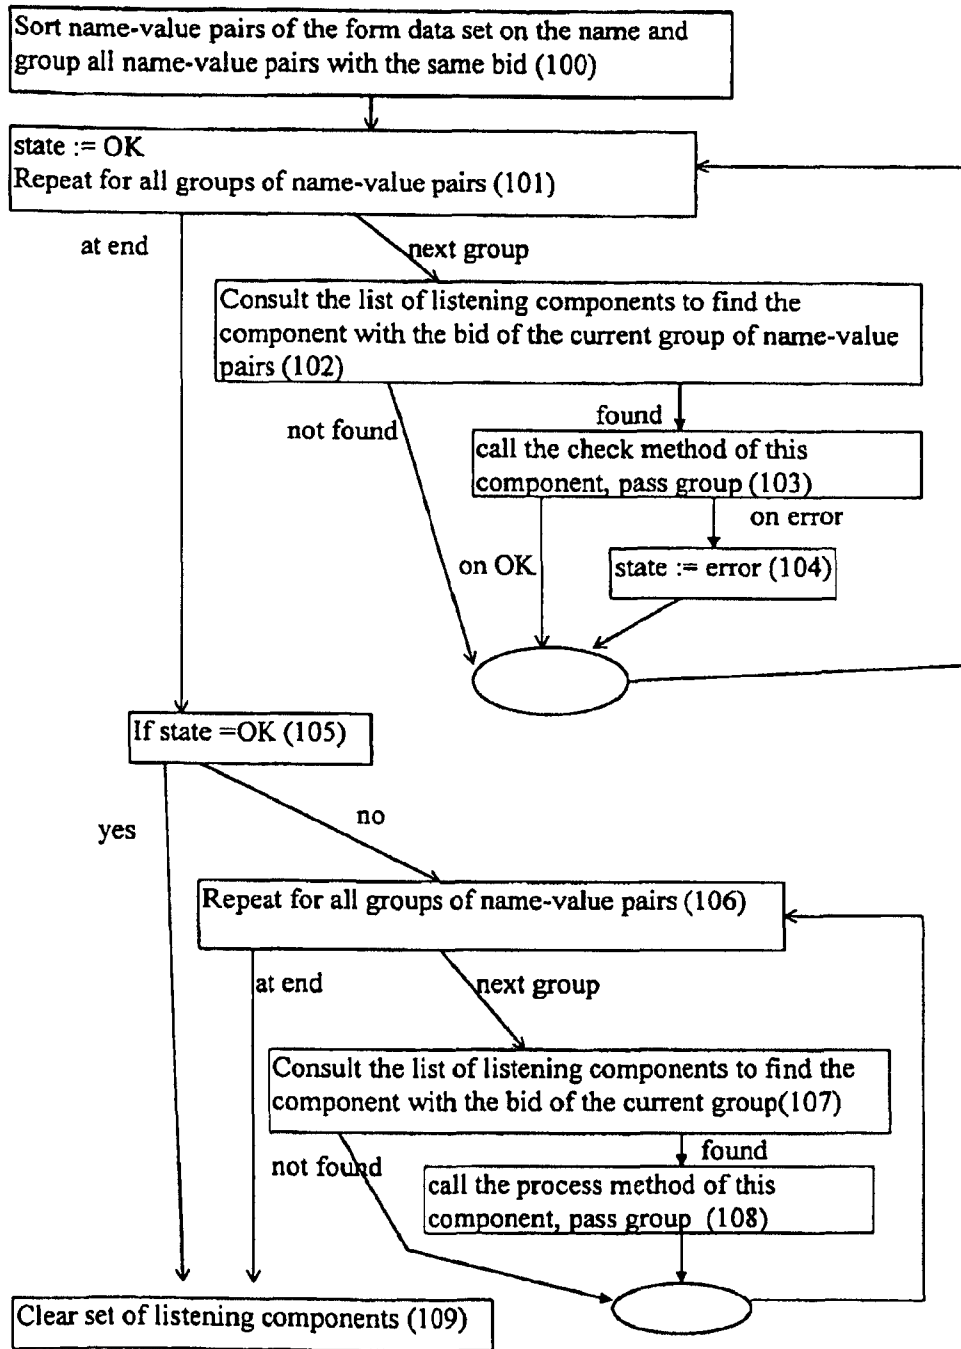 Sort name-value pairs of the form data set on the name and
group all name-value pairs with the same bid (100)
state := OK
Repeat for all groups of name-value pairs (101)
at end
next group
Consult the list of listening components to find the
component with the bid of the current group of name-value
pairs (102)
not found
found
call the check method of this
component, pass group (103)
on error
on OK
state := error (104)
If state =OK (105)
yes
no
Repeat for all groups of name-value pairs (106)
at end
next group
Consult the list of listening components to find the
component with the bid of the current group(107)
not found
found
call the process method of this
component, pass group (108)
Clear set of listening components (109)